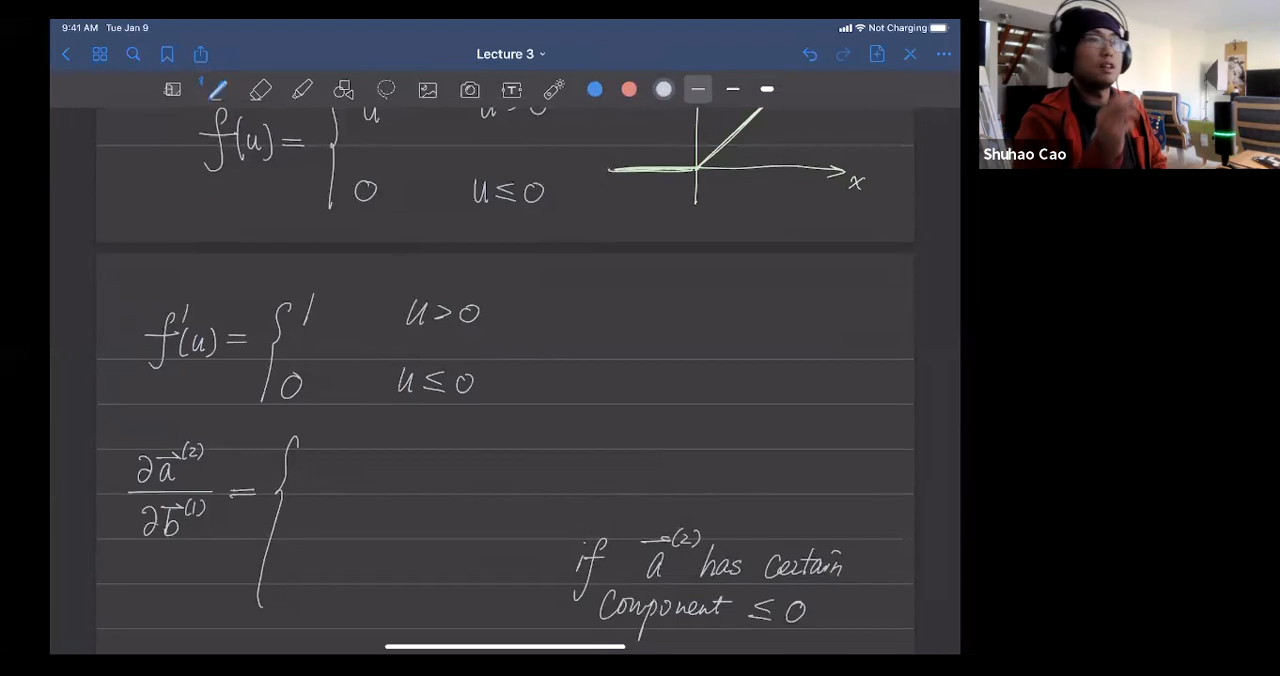 9:41 AM Tue Jan 9
Not Charging
Lecture 3
T
f(u) = { u u > 0
0 u ≤ 0
x
f'(u) = { 1 u > 0
0 u ≤ 0
∂a⃗⁽²⁾ / ∂b⃗⁽¹⁾ = {
if a⃗⁽²⁾ has certain
component ≤ 0
Shuhao Cao